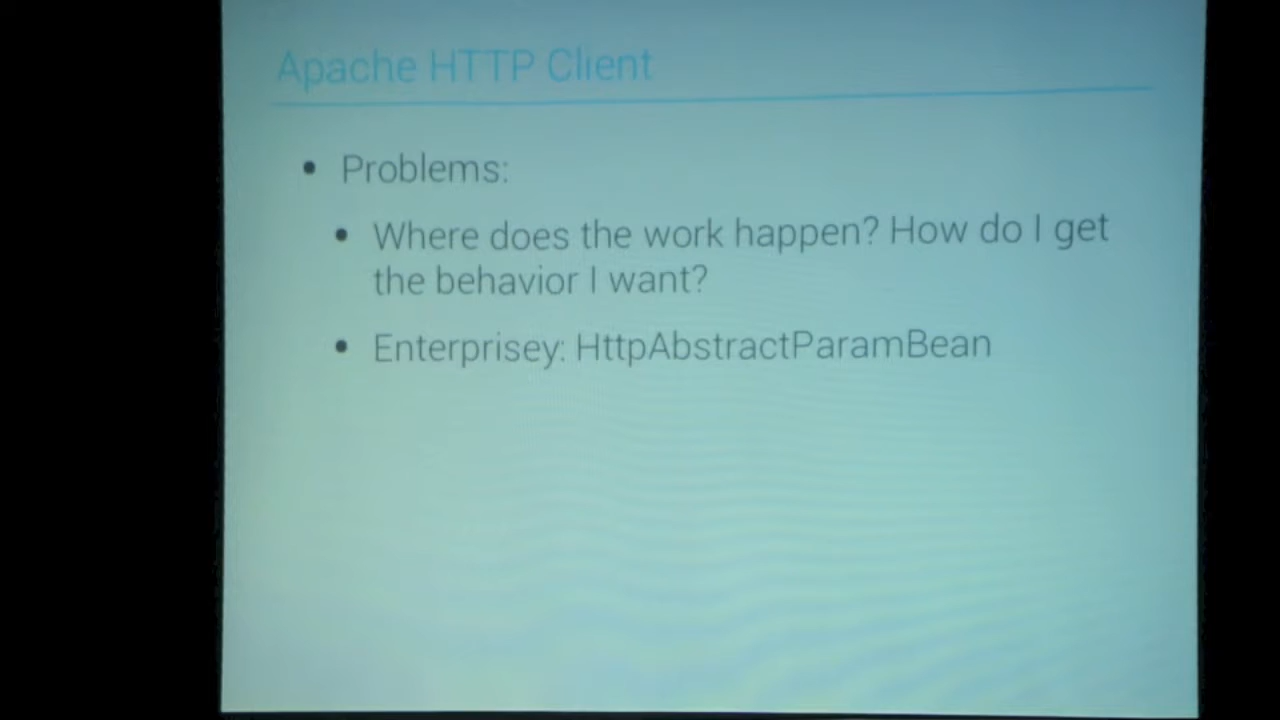 Apache HTTP Client
• Problems:
• Where does the work happen? How do I get
the behavior I want?
• Enterprisey: HttpAbstractParamBean